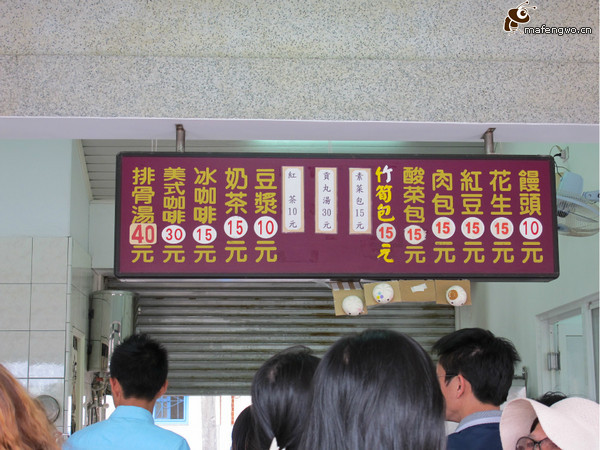 饅頭10元
花生15元
紅豆15元
肉包15元
酸菜包15元
竹筍包15元
素菜包15元
貢丸湯30元
紅茶10元
豆漿10元
奶茶15元
冰咖啡15元
美式咖啡30元
排骨湯40元
mafengwo.cn